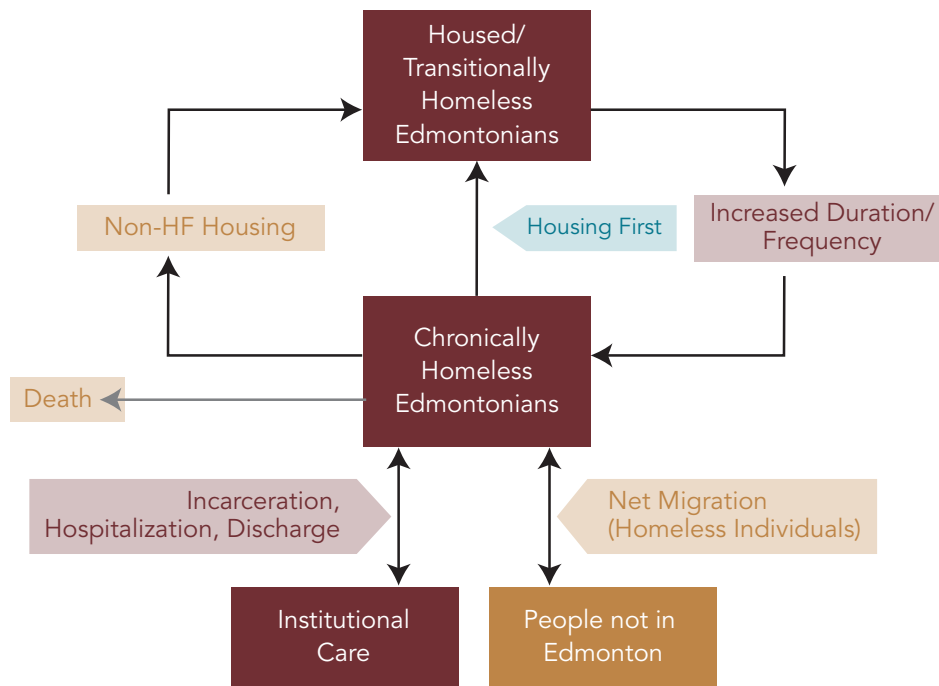 Housed/
Transitionally
Homeless
Edmontonians
Non-HF Housing
Housing First
Increased Duration/
Frequency
Chronically
Homeless
Edmontonians
Death
Incarceration,
Hospitalization, Discharge
Net Migration
(Homeless Individuals)
Institutional
Care
People not in
Edmonton